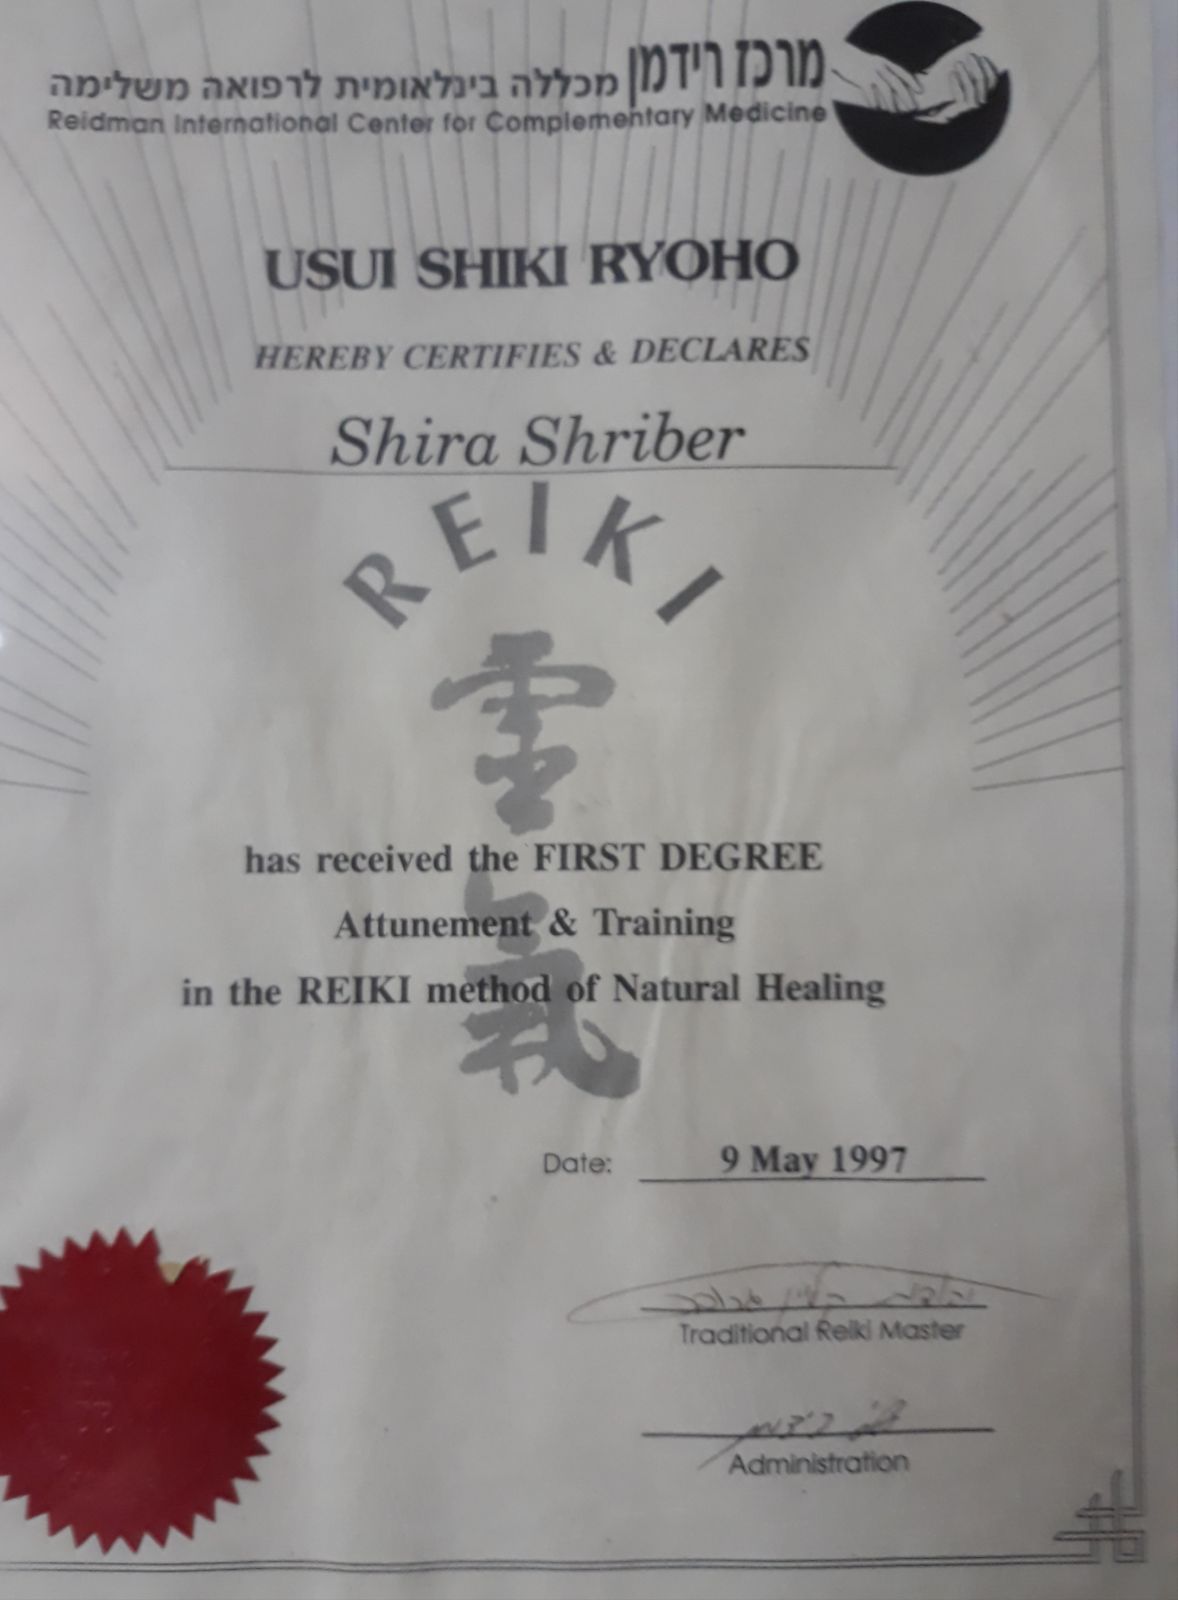 מרכז רידמן מכללה בינלאומית לרפואה משלימה
Reidman International Center for Complementary Medicine
USUI SHIKI RYOHO
HEREBY CERTIFIES & DECLARES
Shira Shriber
REIKI
靈
has received the FIRST DEGREE
Attunement & Training
氣
in the REIKI method of Natural Healing
Date: 9 May 1997
Traditional Reiki Master
Administration